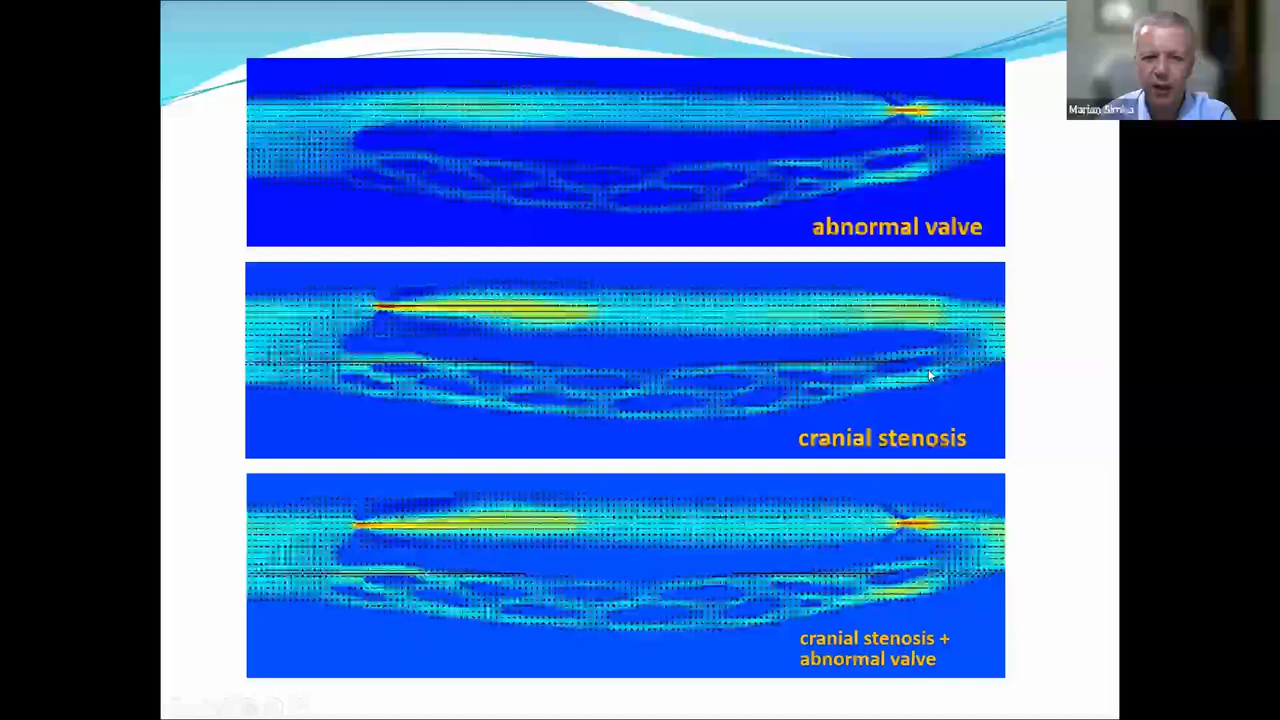 Marian Simka
abnormal valve
cranial stenosis
cranial stenosis +
abnormal valve